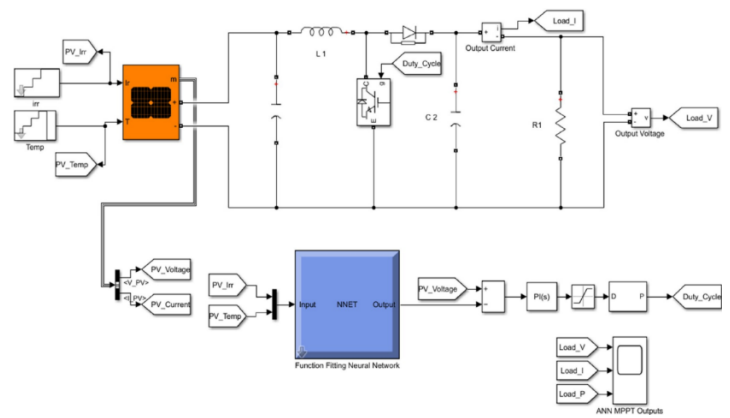 Load_I
PV_Irr
L 1
Output Current
Duty_Cycle
Ir
m
irr
+
-
T
Temp
PV_Temp
C
g
E
C 2
R1
+
-
v
Load_V
Output Voltage
PV_Voltage
<V_PV>
<I_PV>
PV_Current
PV_Irr
PV_Temp
Input
NNET
Output
Function Fitting Neural Network
PV_Voltage
+
−
PI(s)
D
P
Duty_Cycle
Load_V
Load_I
Load_P
ANN MPPT Outputs